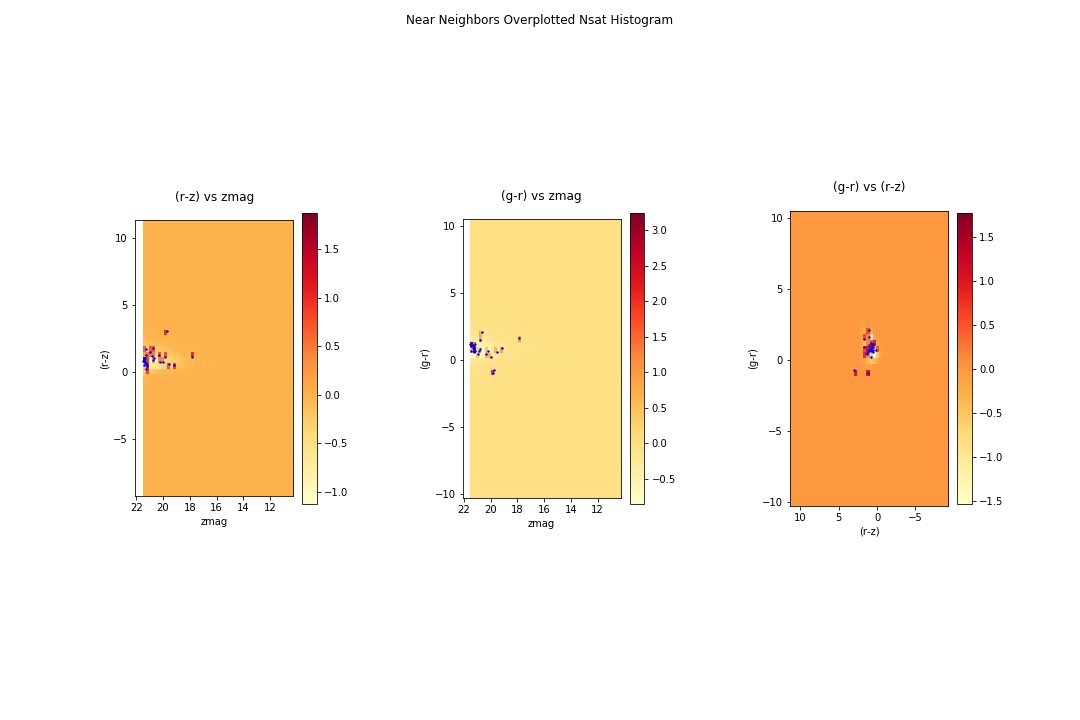 Near Neighbors Overplotted Nsat Histogram
(r-z) vs zmag
10
5
0
−5
(r-z)
22 20 18 16 14 12
zmag
1.5
1.0
0.5
0.0
−0.5
−1.0
(g-r) vs zmag
10
5
0
−5
−10
(g-r)
22 20 18 16 14 12
zmag
3.0
2.5
2.0
1.5
1.0
0.5
0.0
−0.5
(g-r) vs (r-z)
10
5
0
−5
−10
(g-r)
10 5 0 −5
(r-z)
1.5
1.0
0.5
0.0
−0.5
−1.0
−1.5